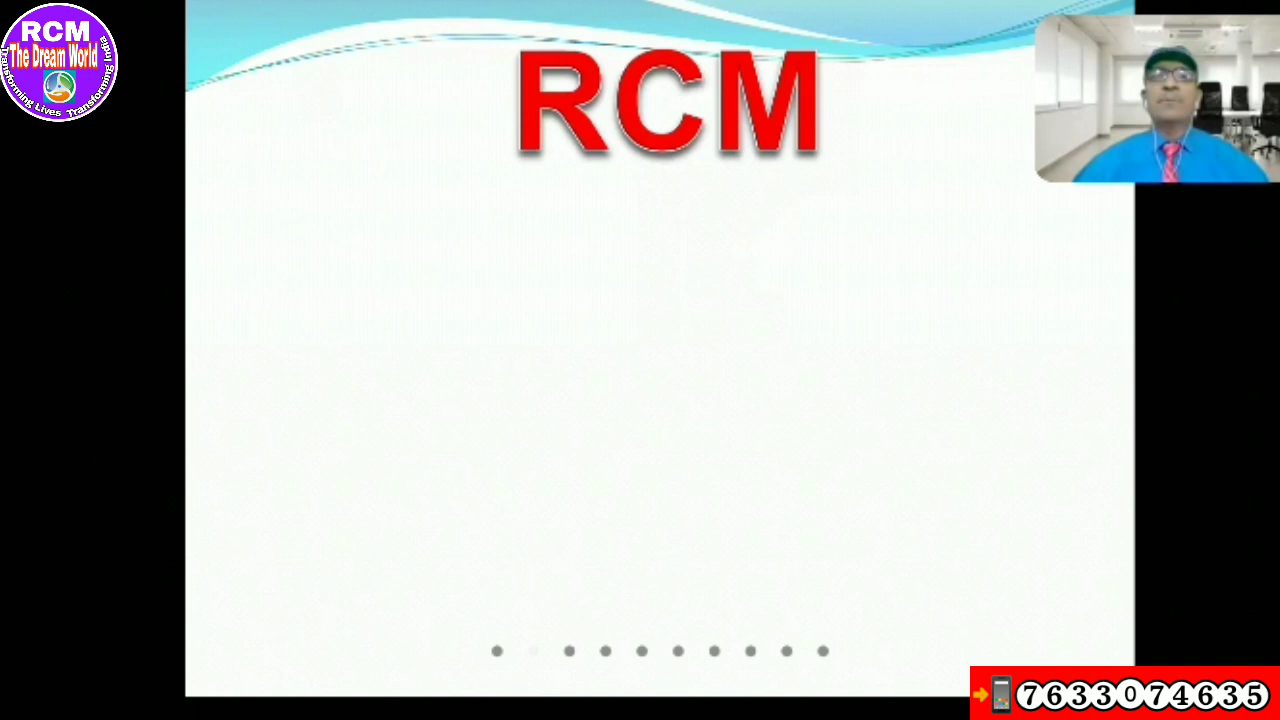 RCM
The Dream World
Transforming Lives Transforming India
RCM
7633074635